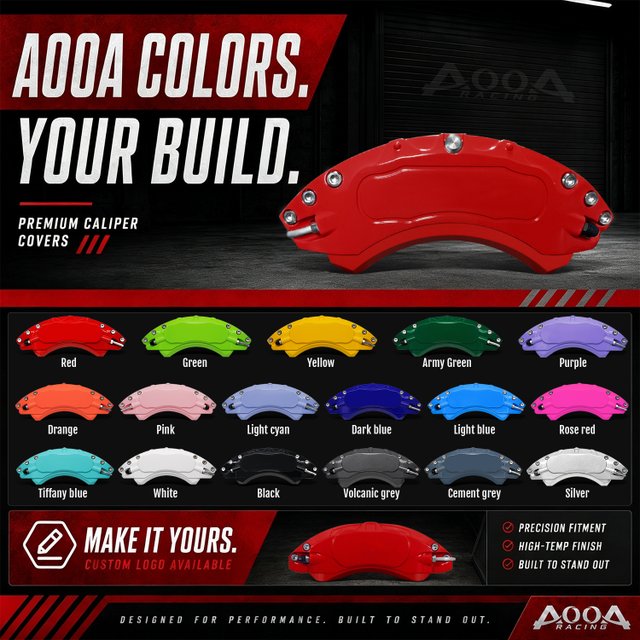 AOOA COLORS.
YOUR BUILD.
PREMIUM CALIPER
COVERS
AOOA
RACING
Red
Green
Yellow
Army Green
Purple
Orange
Pink
Light cyan
Dark blue
Light blue
Rose red
Tiffany blue
White
Black
Volcanic grey
Cement grey
Silver
MAKE IT YOURS.
CUSTOM LOGO AVAILABLE
PRECISION FITMENT
HIGH-TEMP FINISH
BUILT TO STAND OUT
DESIGNED FOR PERFORMANCE. BUILT TO STAND OUT.
AOOA
RACING